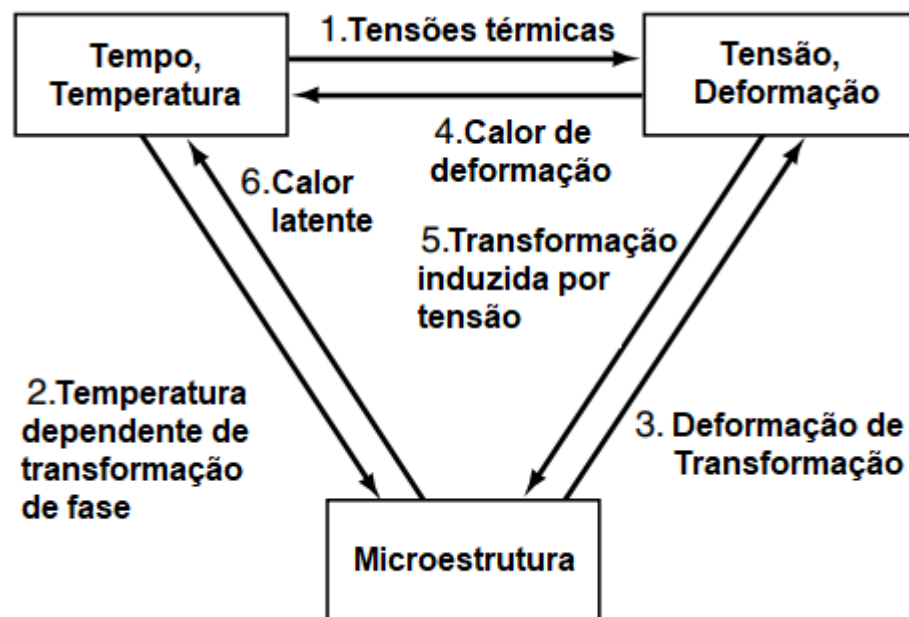 Tempo,
Temperatura
1.Tensões térmicas
Tensão,
Deformação
4.Calor de
deformação
6.Calor
latente
5.Transformação
induzida por
tensão
2.Temperatura
dependente de
transformação
de fase
3. Deformação de
Transformação
Microestrutura